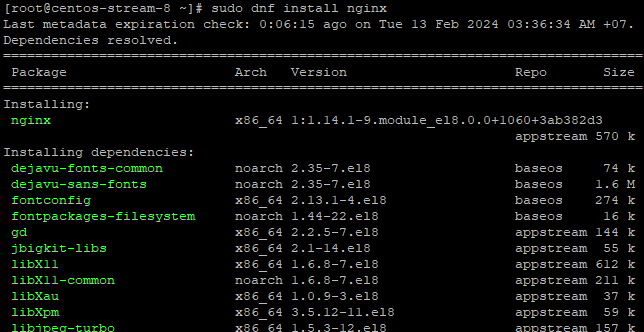 [root@centos-stream-8 ~]# sudo dnf install nginx
Last metadata expiration check: 0:06:15 ago on Tue 13 Feb 2024 03:36:34 AM +07.
Dependencies resolved.
================================================================================
Package Arch Version Repo Size
================================================================================
Installing:
nginx x86_64 1:1.14.1-9.module_el8.0.0+1060+3ab382d3
appstream 570 k
Installing dependencies:
dejavu-fonts-common noarch 2.35-7.el8 baseos 74 k
dejavu-sans-fonts noarch 2.35-7.el8 baseos 1.6 M
fontconfig x86_64 2.13.1-4.el8 baseos 274 k
fontpackages-filesystem noarch 1.44-22.el8 baseos 16 k
gd x86_64 2.2.5-7.el8 appstream 144 k
jbigkit-libs x86_64 2.1-14.el8 appstream 55 k
libX11 x86_64 1.6.8-7.el8 appstream 612 k
libX11-common noarch 1.6.8-7.el8 appstream 211 k
libXau x86_64 1.0.9-3.el8 appstream 37 k
libXpm x86_64 3.5.12-11.el8 appstream 59 k
libjpeg-turbo x86_64 1.5.3-12.el8 appstream 157 k